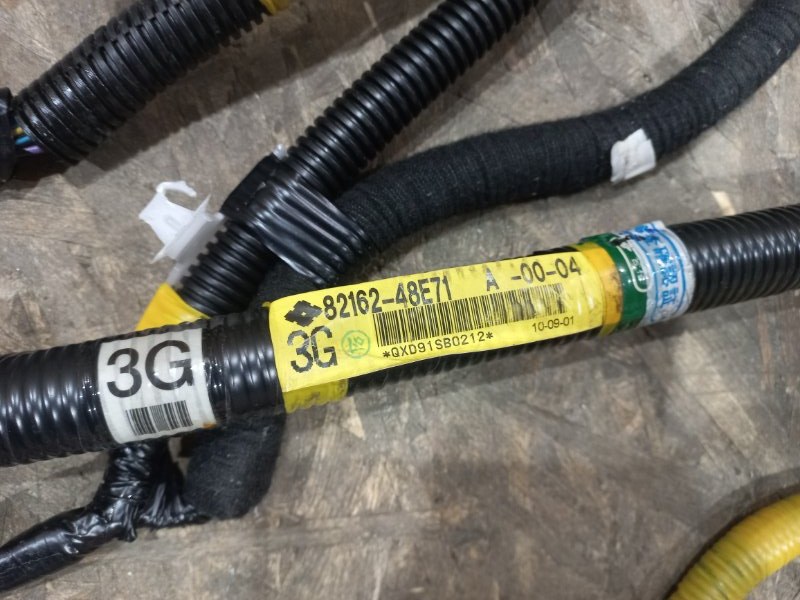 82162-48E71 A -00-04
3G
*QXD91SB0212*
10-09-01
3G